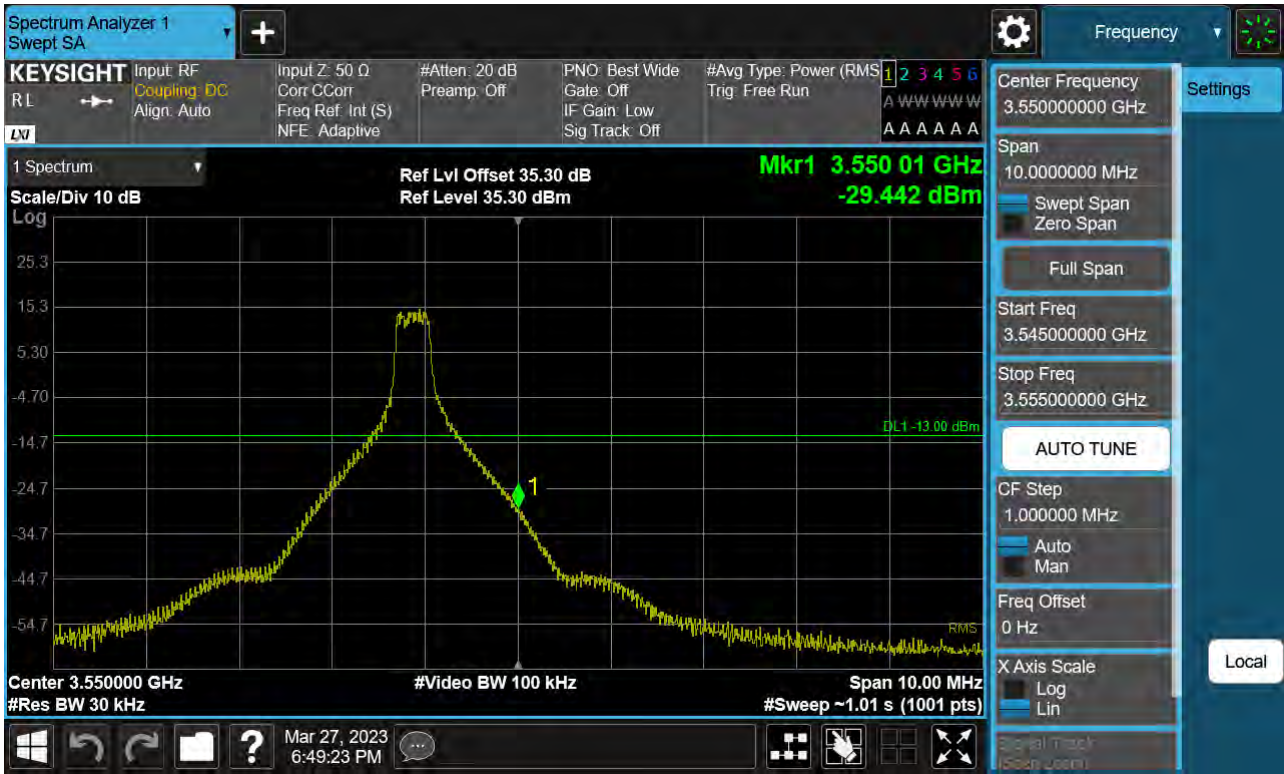 Spectrum Analyzer 1
Swept SA
Frequency
KEYSIGHT
RL
LXI
Input: RF
Coupling: DC
Align: Auto
Input Z: 50 Ω
Corr CCorr
Freq Ref: Int (S)
NFE: Adaptive
#Atten: 20 dB
Preamp: Off
PNO: Best Wide
Gate: Off
IF Gain: Low
Sig Track: Off
#Avg Type: Power (RMS
Trig: Free Run
1 2 3 4 5 6
A W W W W W
A A A A A A
1 Spectrum
Scale/Div 10 dB
Log
Ref Lvl Offset 35.30 dB
Ref Level 35.30 dBm
Mkr1 3.550 01 GHz
-29.442 dBm
25.3
15.3
5.30
-4.70
-14.7
-24.7
-34.7
-44.7
-54.7
DL1 -13.00 dBm
1
RMS
Center 3.550000 GHz
#Res BW 30 kHz
#Video BW 100 kHz
Span 10.00 MHz
#Sweep ~1.01 s (1001 pts)
Center Frequency
3.550000000 GHz
Span
10.0000000 MHz
Swept Span
Zero Span
Full Span
Start Freq
3.545000000 GHz
Stop Freq
3.555000000 GHz
AUTO TUNE
CF Step
1.000000 MHz
Auto
Man
Freq Offset
0 Hz
X Axis Scale
Log
Lin
Signal Track
(Span Zoom)
Settings
Local
?
Mar 27, 2023
6:49:23 PM